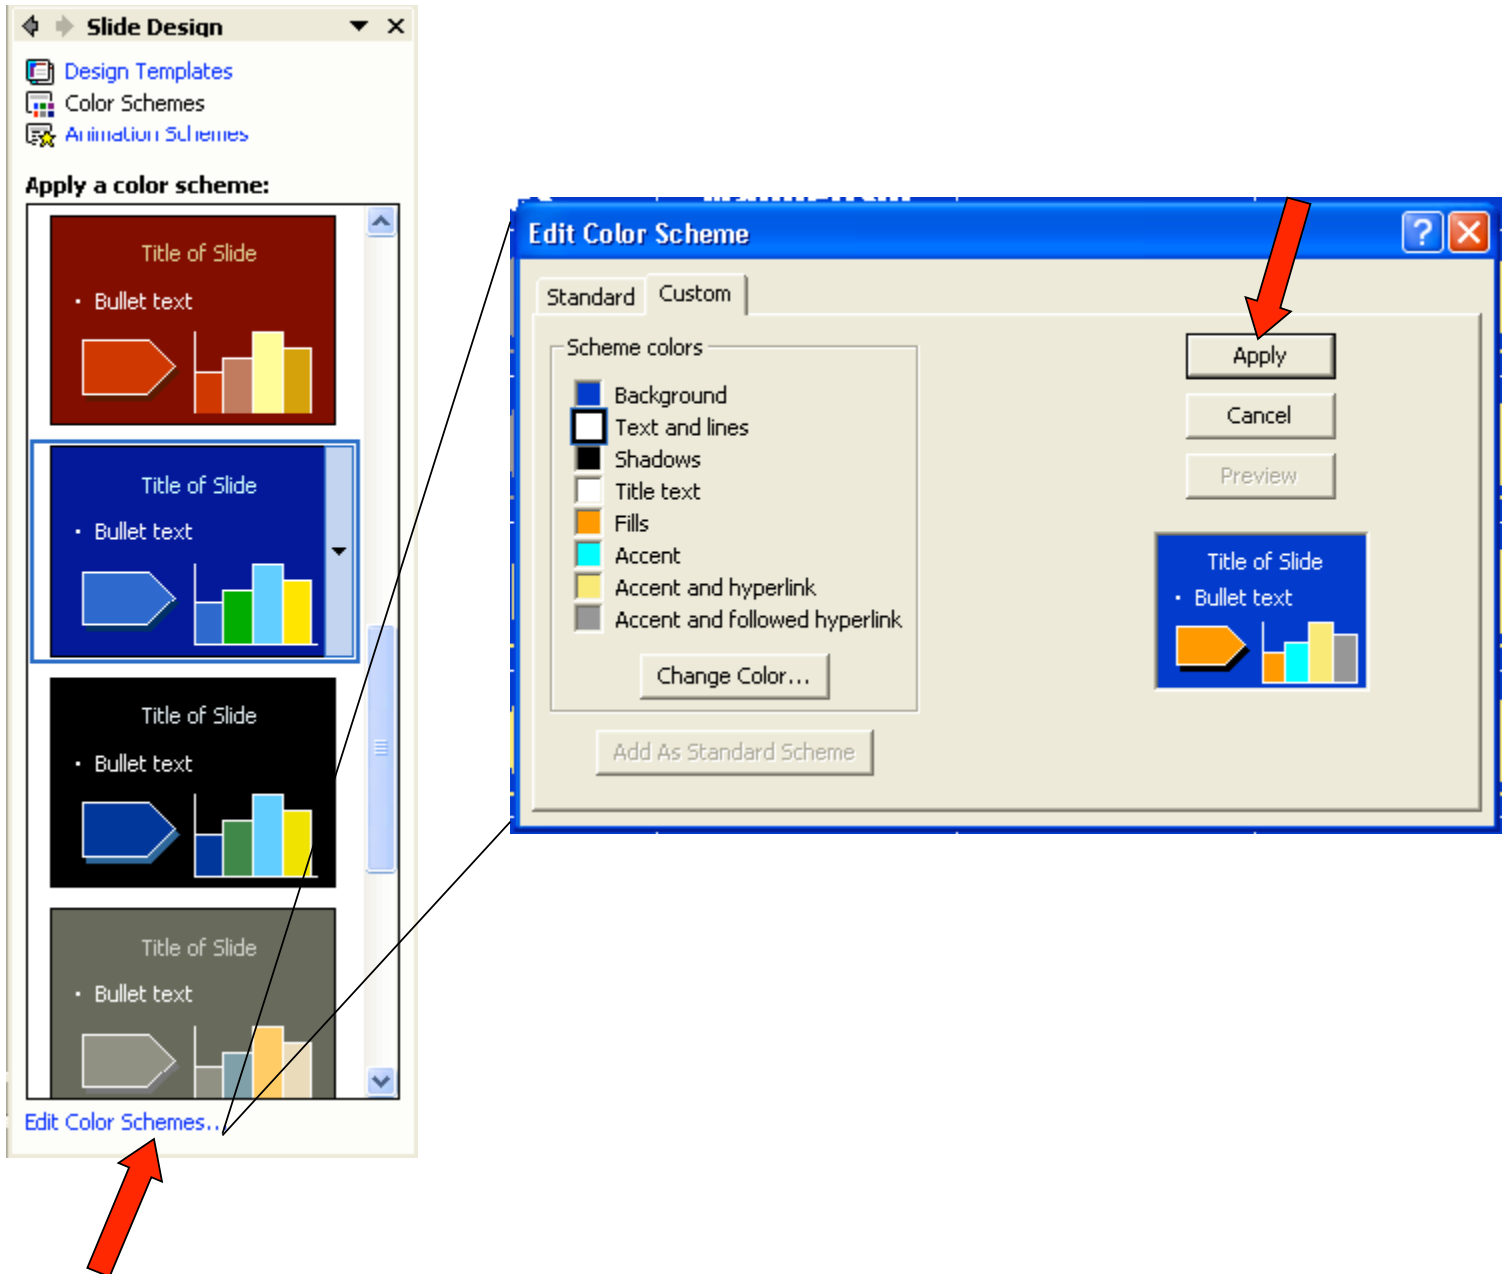 Slide Design
Design Templates
Color Schemes
Animation Schemes
Apply a color scheme:
Title of Slide
• Bullet text
Title of Slide
• Bullet text
Title of Slide
• Bullet text
Title of Slide
• Bullet text
Edit Color Schemes...
Edit Color Scheme
Standard
Custom
Scheme colors
Background
Text and lines
Shadows
Title text
Fills
Accent
Accent and hyperlink
Accent and followed hyperlink
Change Color...
Add As Standard Scheme
Apply
Cancel
Preview
Title of Slide
• Bullet text